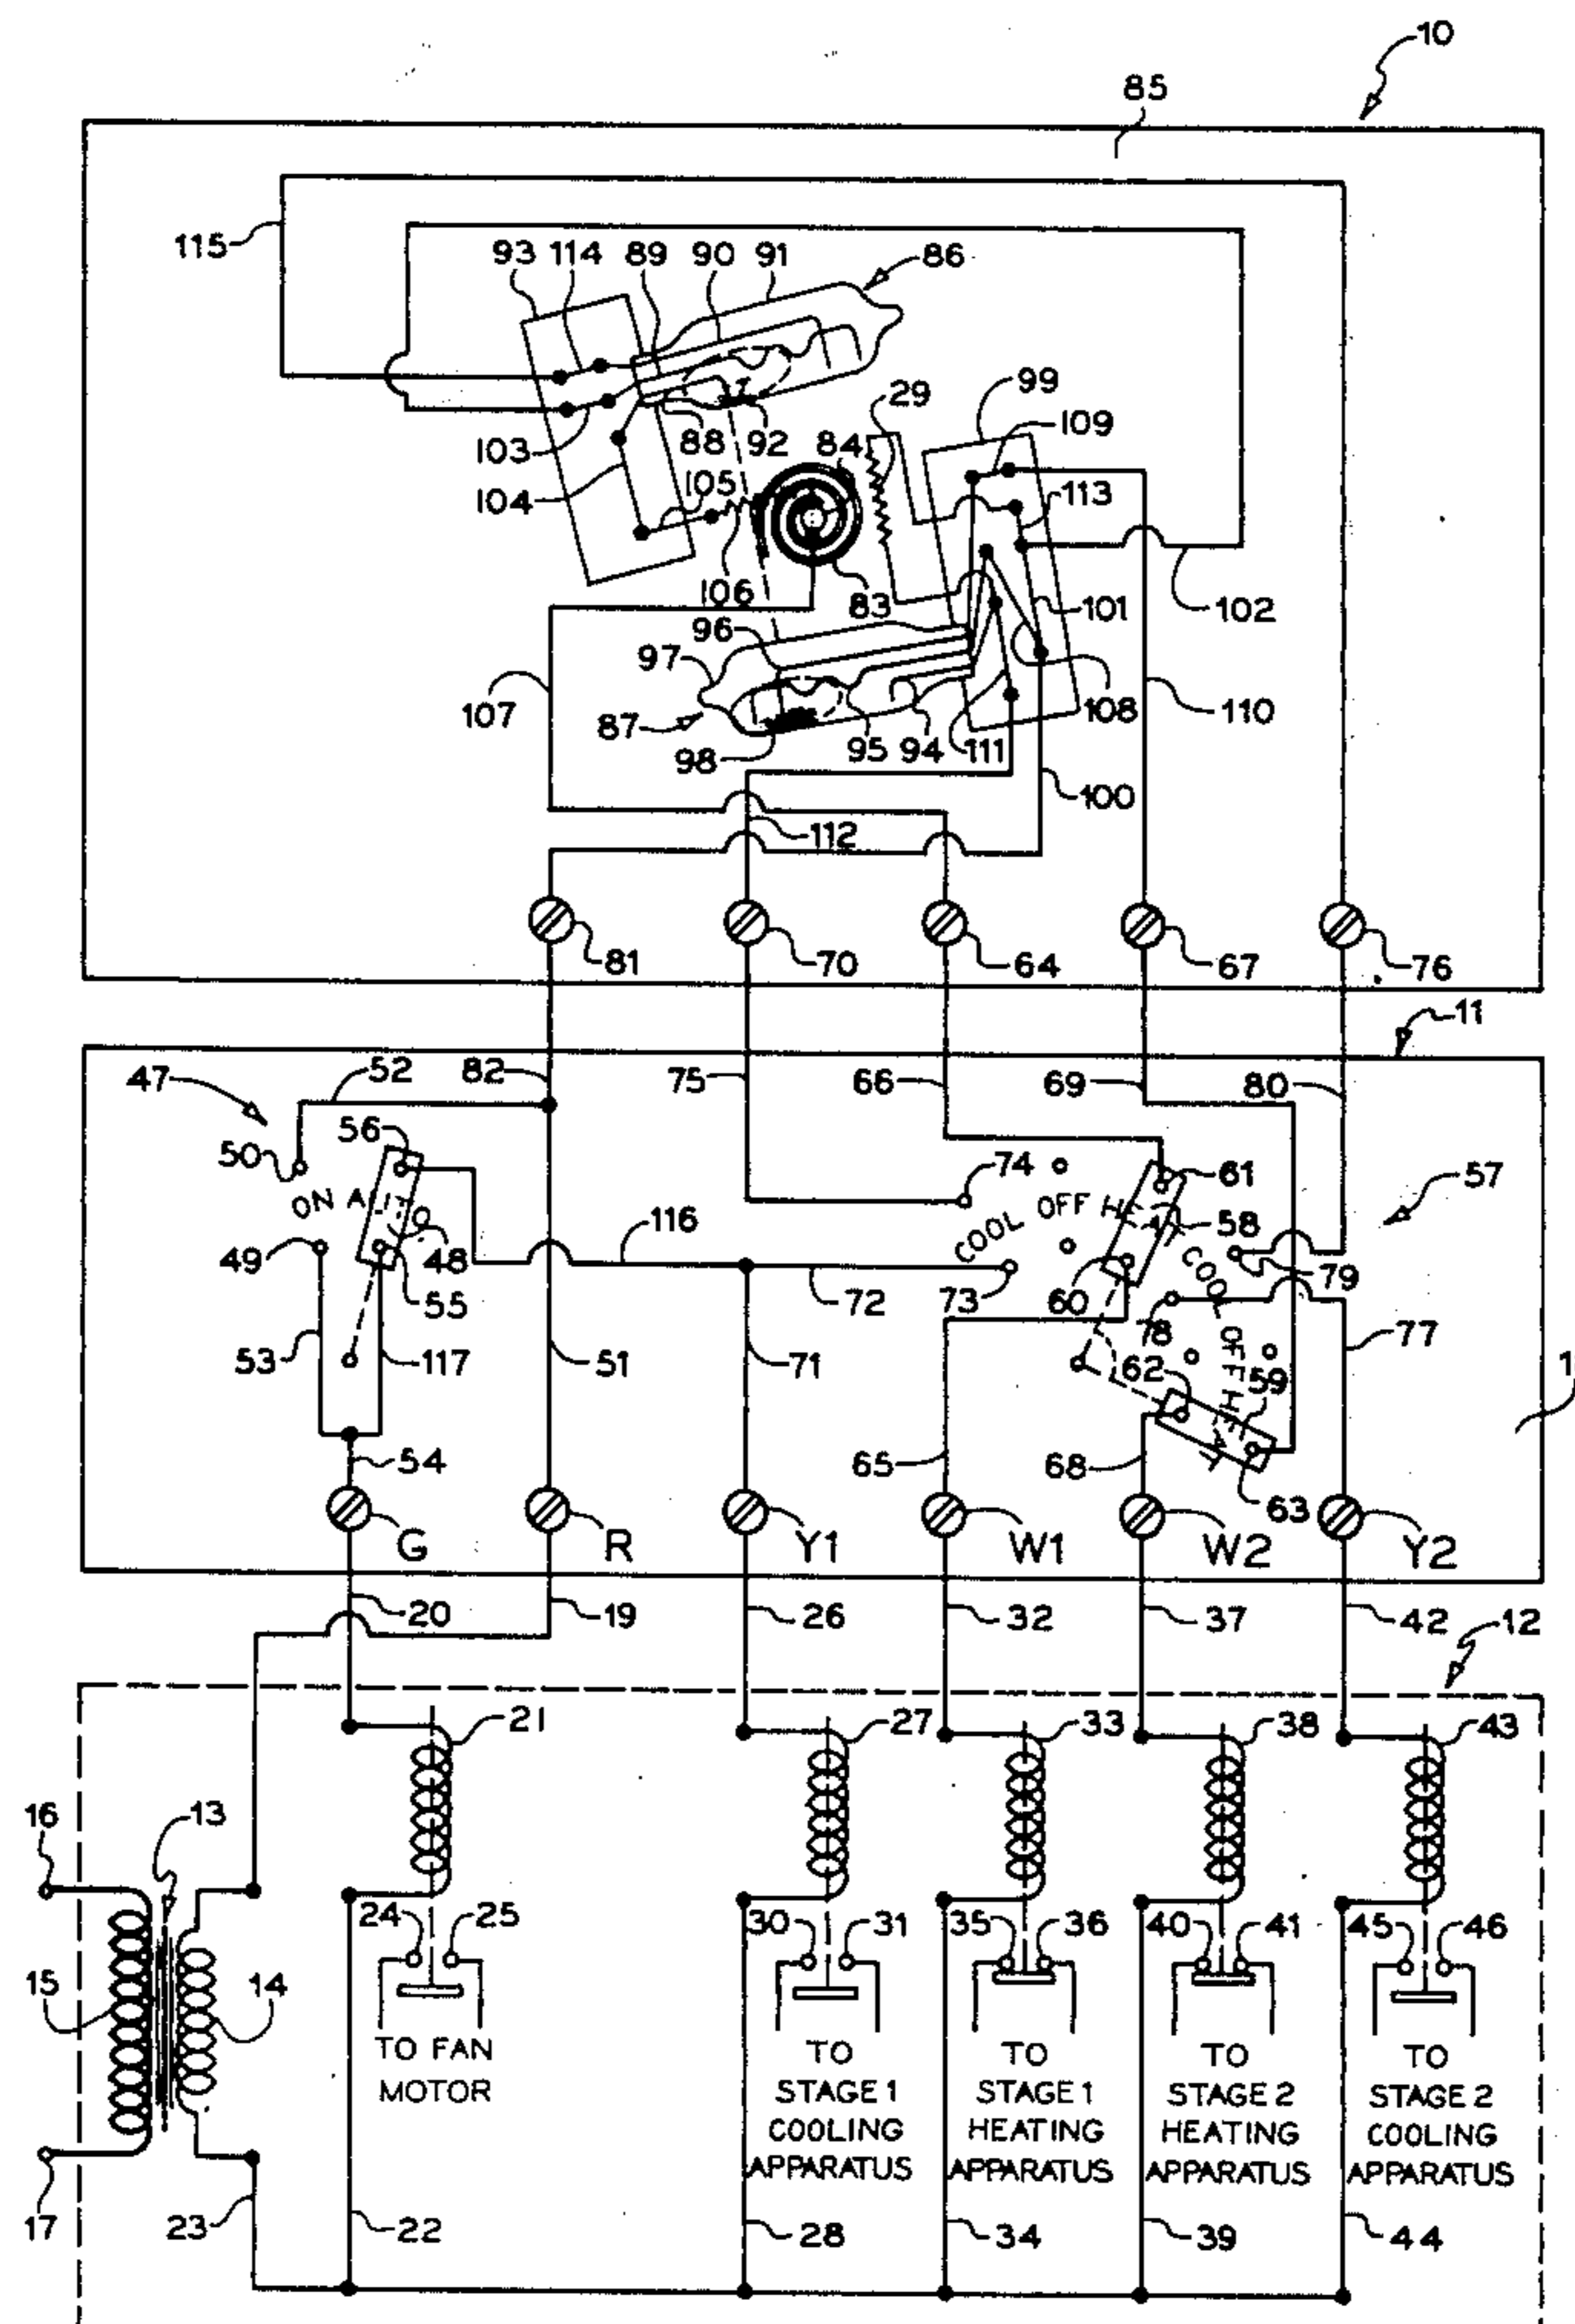 10
85
115
93 114 89 90 91 86
99
29 109
103 88 92 84
104 105 113
106 83 101 102
96
97
107 108 110
87
98 95 94 111
100
112
81 70 64 67 76
11
47 52 82 75 66 69 80
56
50 74 61 57
ON AUTO 116 COOL OFF HEAT 58
49 48 79
55 72 73 60 78
COOL OFF HEAT
53 117 51 71 77
62 59
54 65 68
63
G R Y1 W1 W2 Y2
20 19 26 32 37 42 12
21 27 33 38 43
16 13
24 25 30 31 35 36 40 41 45 46
15 14
TO FAN
MOTOR
TO
STAGE 1
COOLING
APPARATUS
TO
STAGE 1
HEATING
APPARATUS
TO
STAGE 2
HEATING
APPARATUS
TO
STAGE 2
COOLING
APPARATUS
17 23 22 28 34 39 44